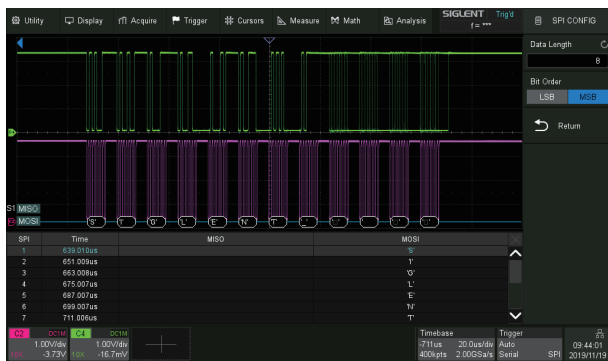 Utility Display Acquire Trigger Cursors Measure Math Analysis SIGLENT Trig'd SPI CONFIG
f = ***
Data Length
8
Bit Order
LSB MSB
Return
S1 MISO
MOSI 'S' 'I' 'G' 'L' 'E' 'N' 'T'
SPI Time MISO MOSI
1 639.010us 'S'
2 651.009us 'I'
3 663.008us 'G'
4 675.007us 'L'
5 687.007us 'E'
6 699.007us 'N'
7 711.006us 'T'
C2 DC1M C4 DC1M Timebase Trigger
1.00V/div 1.00V/div -711us 20.0us/div Auto 09:44:01
10X -3.73V 10X -16.7mV 400kpts 2.00GSa/s Serial SPI 2019/11/19